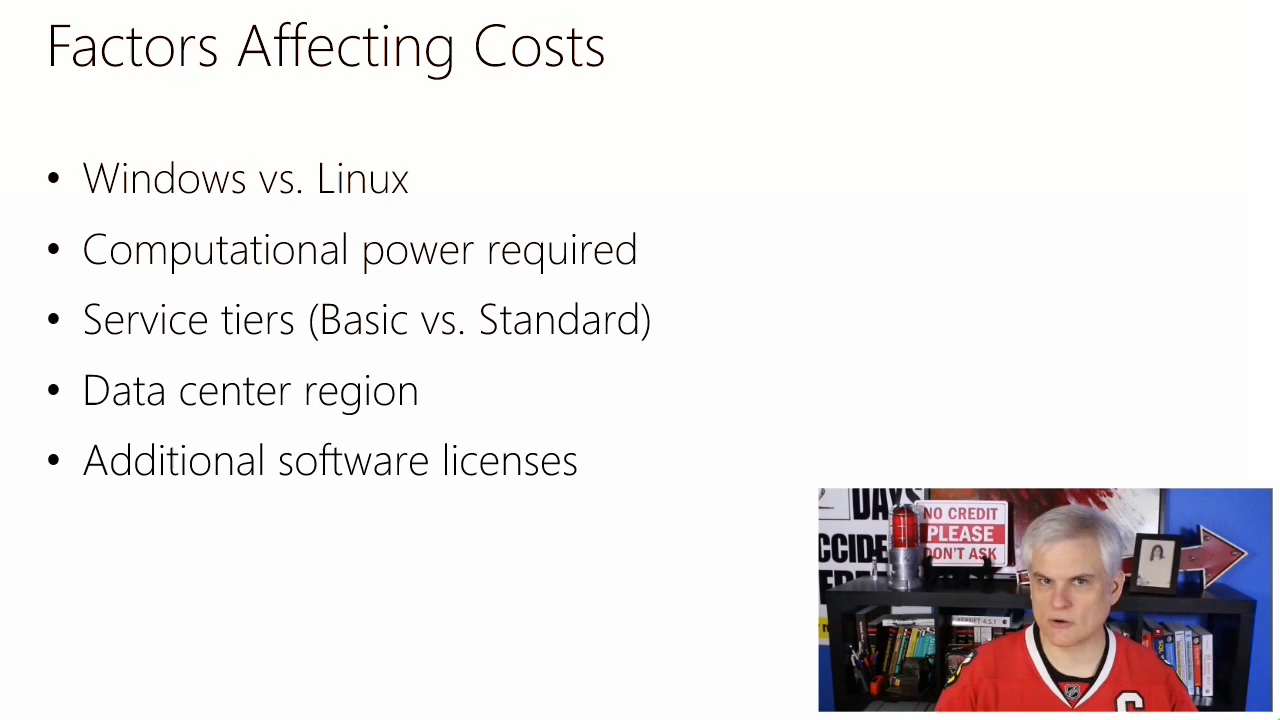 Factors Affecting Costs
• Windows vs. Linux
• Computational power required
• Service tiers (Basic vs. Standard)
• Data center region
• Additional software licenses
DAYS
NO CREDIT
PLEASE
DON'T ASK
C